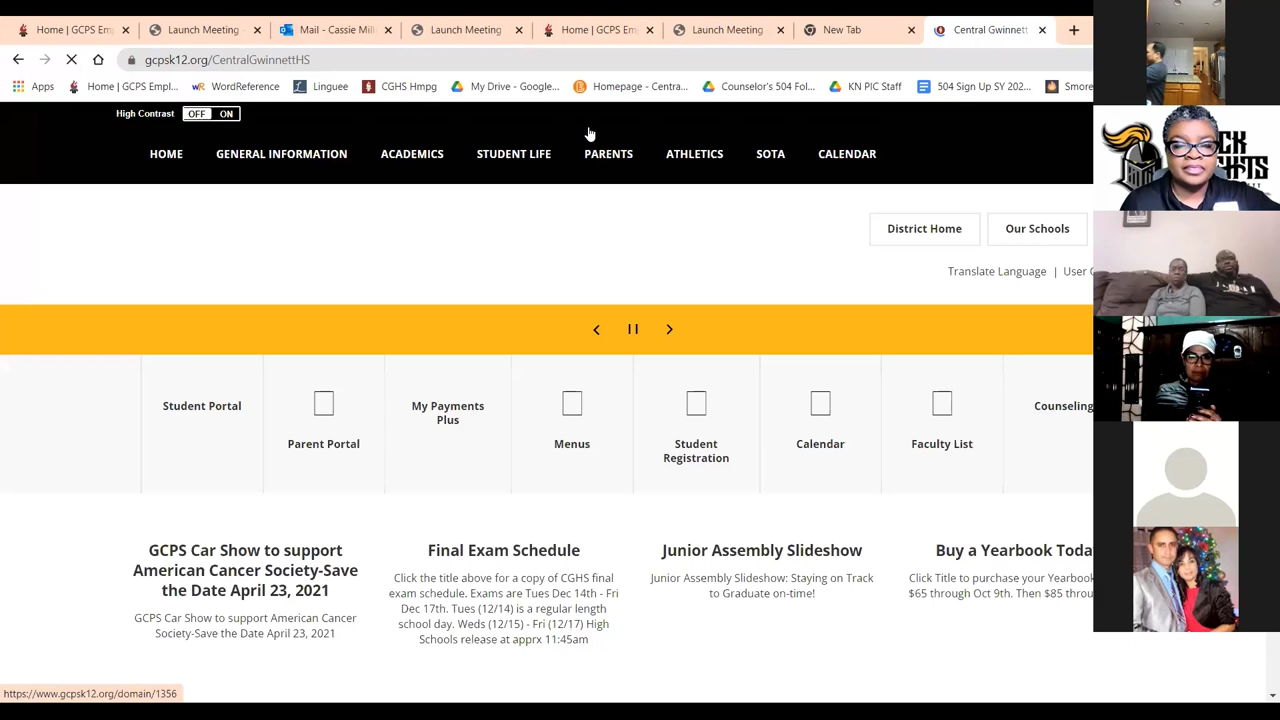 Home | GCPS Em
Launch Meeting -
Mail - Cassie Mill
Launch Meeting
Home | GCPS Em
Launch Meeting
New Tab
Central Gwinnett
gcpsk12.org/CentralGwinnettHS
Apps
Home | GCPS Empl...
WordReference
Linguee
CGHS Hmpg
My Drive - Google...
Homepage - Centra...
Counselor's 504 Fol...
KN PIC Staff
504 Sign Up SY 202...
Smore
High Contrast OFF ON
HOME
GENERAL INFORMATION
ACADEMICS
STUDENT LIFE
PARENTS
ATHLETICS
SOTA
CALENDAR
District Home
Our Schools
Translate Language | User
Student Portal
Parent Portal
My Payments
Plus
Menus
Student
Registration
Calendar
Faculty List
Counseling
GCPS Car Show to support
American Cancer Society-Save
the Date April 23, 2021
GCPS Car Show to support American Cancer
Society-Save the Date April 23, 2021
Final Exam Schedule
Click the title above for a copy of CGHS final
exam schedule. Exams are Tues Dec 14th - Fri
Dec 17th. Tues (12/14) is a regular length
school day. Weds (12/15) - Fri (12/17) High
Schools release at apprx 11:45am
Junior Assembly Slideshow
Junior Assembly Slideshow: Staying on Track
to Graduate on-time!
Buy a Yearbook Toda
Click Title to purchase your Yearbook
$65 through Oct 9th. Then $85 throu
https://www.gcpsk12.org/domain/1356